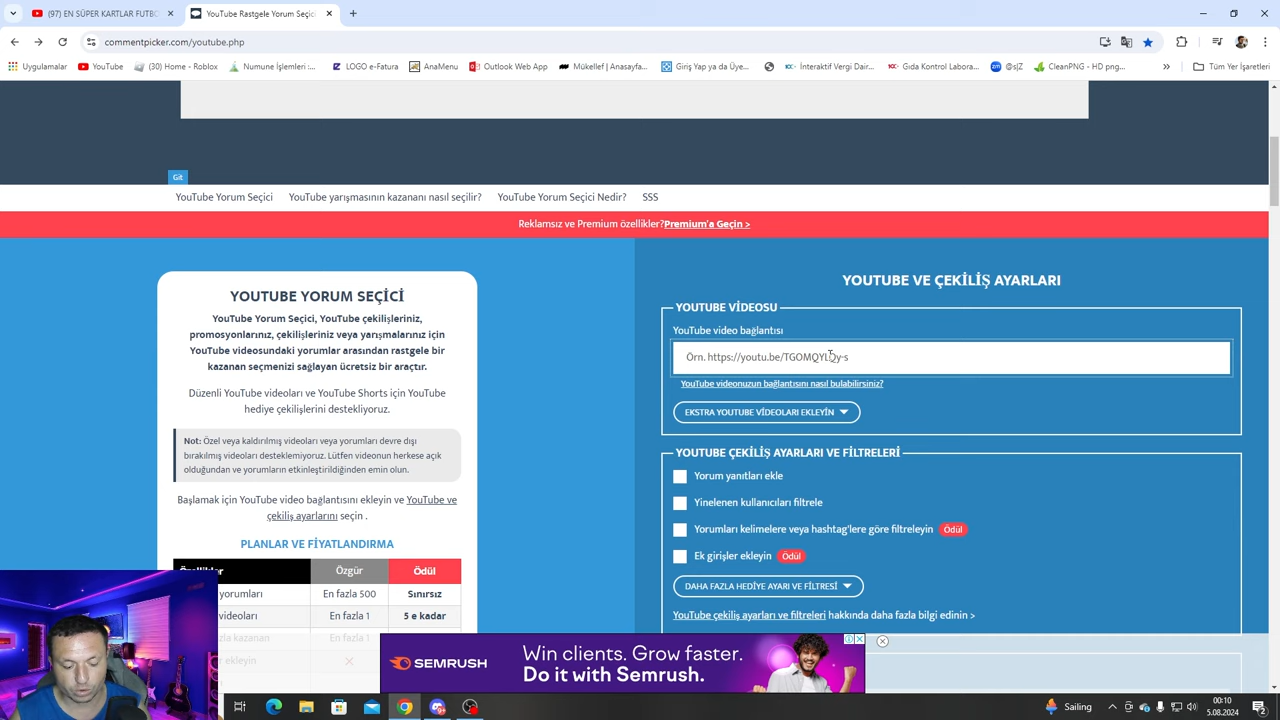 (97) EN SÜPER KARTLAR FUTBO
YouTube Rastgele Yorum Seçici
commentpicker.com/youtube.php
Uygulamalar
YouTube
(30) Home - Roblox
Numune İşlemleri :...
LOGO e-Fatura
AnaMenu
Outlook Web App
Mükellef | Anasayfa...
Giriş Yap ya da Üye...
İnteraktif Vergi Dair...
Gıda Kontrol Labora...
@s|Z
CleanPNG - HD png...
Tüm Yer İşaretleri
Git
YouTube Yorum Seçici
YouTube yarışmasının kazananı nasıl seçilir?
YouTube Yorum Seçici Nedir?
SSS
Reklamsız ve Premium özellikler?Premium'a Geçin >
YOUTUBE YORUM SEÇİCİ
YouTube Yorum Seçici, YouTube çekilişleriniz,
promosyonlarınız, çekilişleriniz veya yarışmalarınız için
YouTube videosundaki yorumlar arasından rastgele bir
kazanan seçmenizi sağlayan ücretsiz bir araçtır.
Düzenli YouTube videoları ve YouTube Shorts için YouTube
hediye çekilişlerini destekliyoruz.
Not: Özel veya kaldırılmış videoları veya yorumları devre dışı
bırakılmış videoları desteklemiyoruz. Lütfen videonun herkese açık
olduğundan ve yorumların etkinleştirildiğinden emin olun.
Başlamak için YouTube video bağlantısını ekleyin ve YouTube ve
çekiliş ayarlarını seçin .
PLANLAR VE FİYATLANDIRMA
Özellikler
Özgür
Ödül
yorumları
En fazla 500
Sınırsız
videoları
En fazla 1
5 e kadar
fazla kazanan
En fazla 1
ekleyin
YOUTUBE VE ÇEKİLİŞ AYARLARI
YOUTUBE VİDEOSU
YouTube video bağlantısı
Örn. https://youtu.be/TGOMQYLDy-s
YouTube videonuzun bağlantısını nasıl bulabilirsiniz?
EKSTRA YOUTUBE VİDEOLARI EKLEYİN
YOUTUBE ÇEKİLİŞ AYARLARI VE FİLTRELERİ
Yorum yanıtları ekle
Yinelenen kullanıcıları filtrele
Yorumları kelimelere veya hashtag'lere göre filtreleyin Ödül
Ek girişler ekleyin Ödül
DAHA FAZLA HEDİYE AYARI VE FİLTRESİ
YouTube çekiliş ayarları ve filtreleri hakkında daha fazla bilgi edinin >
SEMRUSH
Win clients. Grow faster.
Do it with Semrush.
Sailing
00:10
5.08.2024